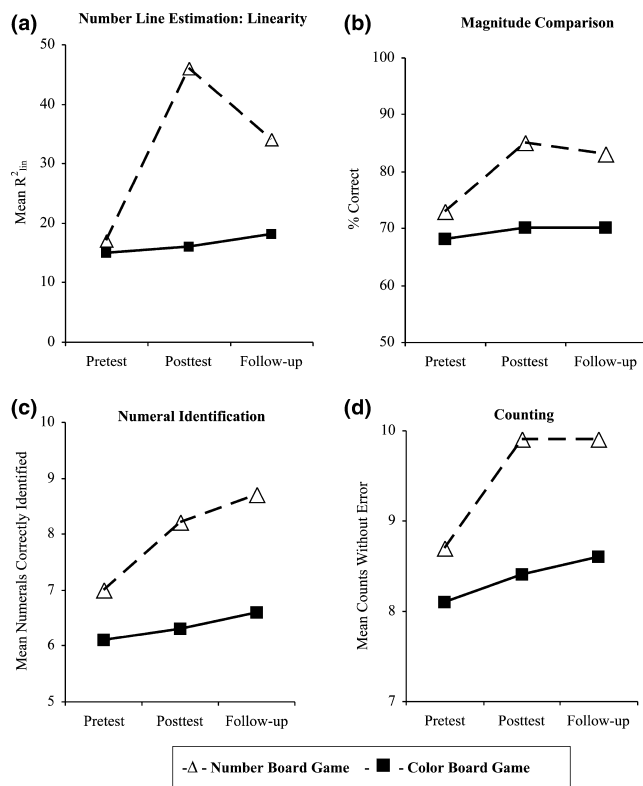 (a)
Number Line Estimation: Linearity
50
40
30
20
10
0
Mean R²lin
Pretest Posttest Follow-up
(b)
Magnitude Comparison
100
90
80
70
60
50
% Correct
Pretest Posttest Follow-up
(c)
Numeral Identification
10
9
8
7
6
5
Mean Numerals Correctly Identified
Pretest Posttest Follow-up
(d)
Counting
10
9
8
7
Mean Counts Without Error
Pretest Posttest Follow-up
-△- Number Board Game - ■ - Color Board Game